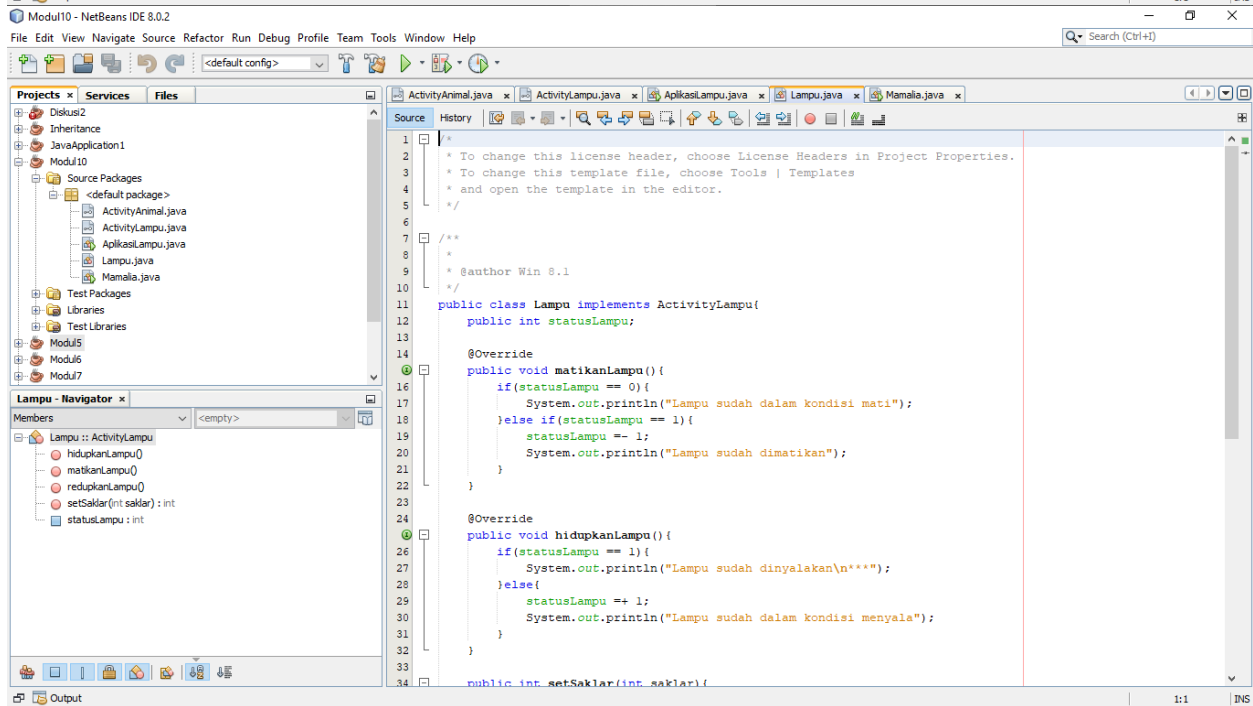 Modul10 - NetBeans IDE 8.0.2
File Edit View Navigate Source Refactor Run Debug Profile Team Tools Window Help
Search (Ctrl+I)
<default config>
Projects x Services Files
Diskusi2
Inheritance
JavaApplication1
Modul10
Source Packages
<default package>
ActivityAnimal.java
ActivityLampu.java
AplikasiLampu.java
Lampu.java
Mamalia.java
Test Packages
Libraries
Test Libraries
Modul5
Modul6
Modul7
Lampu - Navigator x
Members <empty>
Lampu :: ActivityLampu
hidupkanLampu()
matikanLampu()
redupkanLampu()
setSaklar(int saklar) : int
statusLampu : int
ActivityAnimal.java x ActivityLampu.java x AplikasiLampu.java x Lampu.java x Mamalia.java x
Source History
1 /*
2 * To change this license header, choose License Headers in Project Properties.
3 * To change this template file, choose Tools | Templates
4 * and open the template in the editor.
5 */
6
7 /**
8 *
9 * @author Win 8.1
10 */
11 public class Lampu implements ActivityLampu{
12 public int statusLampu;
13
14 @Override
public void matikanLampu(){
16 if(statusLampu == 0){
17 System.out.println("Lampu sudah dalam kondisi mati");
18 }else if(statusLampu == 1){
19 statusLampu =- 1;
20 System.out.println("Lampu sudah dimatikan");
21 }
22 }
23
24 @Override
public void hidupkanLampu(){
26 if(statusLampu == 1){
27 System.out.println("Lampu sudah dinyalakan\n***");
28 }else{
29 statusLampu =+ 1;
30 System.out.println("Lampu sudah dalam kondisi menyala");
31 }
32 }
33
34 public int setSaklar(int saklar){
Output
1:1 INS